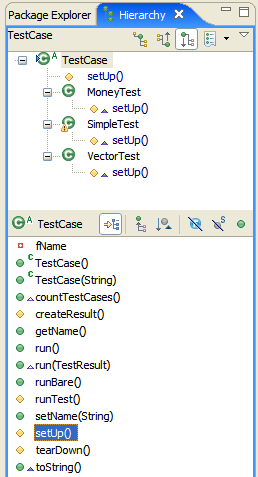 Package Explorer Hierarchy
TestCase
TestCase
setUp()
MoneyTest
setUp()
SimpleTest
setUp()
VectorTest
setUp()
TestCase
fName
TestCase()
TestCase(String)
countTestCases()
createResult()
getName()
run()
run(TestResult)
runBare()
runTest()
setName(String)
setUp()
tearDown()
toString()